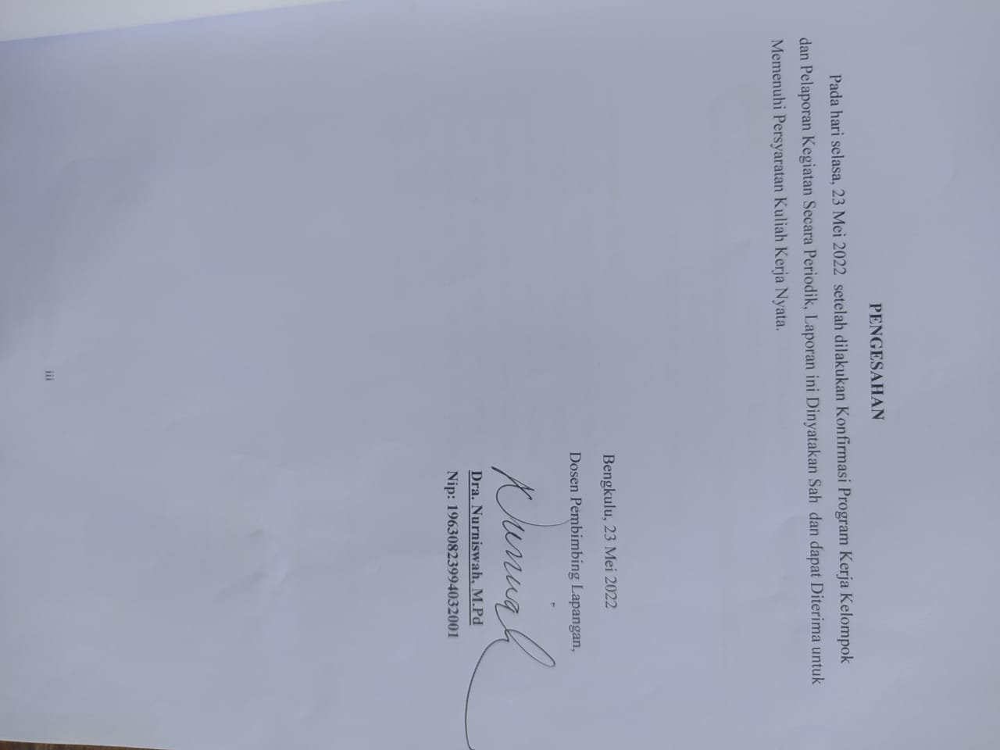 PENGESAHAN
Pada hari selasa, 23 Mei 2022 setelah dilakukan Konfirmasi Program Kerja Kelompok
dan Pelaporan Kegiatan Secara Periodik, Laporan ini Dinyatakan Sah dan dapat Diterima untuk
Memenuhi Persyaratan Kuliah Kerja Nyata.
Bengkulu, 23 Mei 2022
Dosen Pembimbing Lapangan,
Dra. Nurniswah, M.Pd
Nip: 19630823994032001
iii